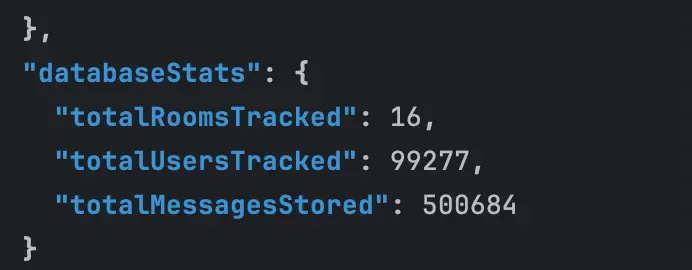 },
"databaseStats": {
"totalRoomsTracked": 16,
"totalUsersTracked": 99277,
"totalMessagesStored": 500684
}